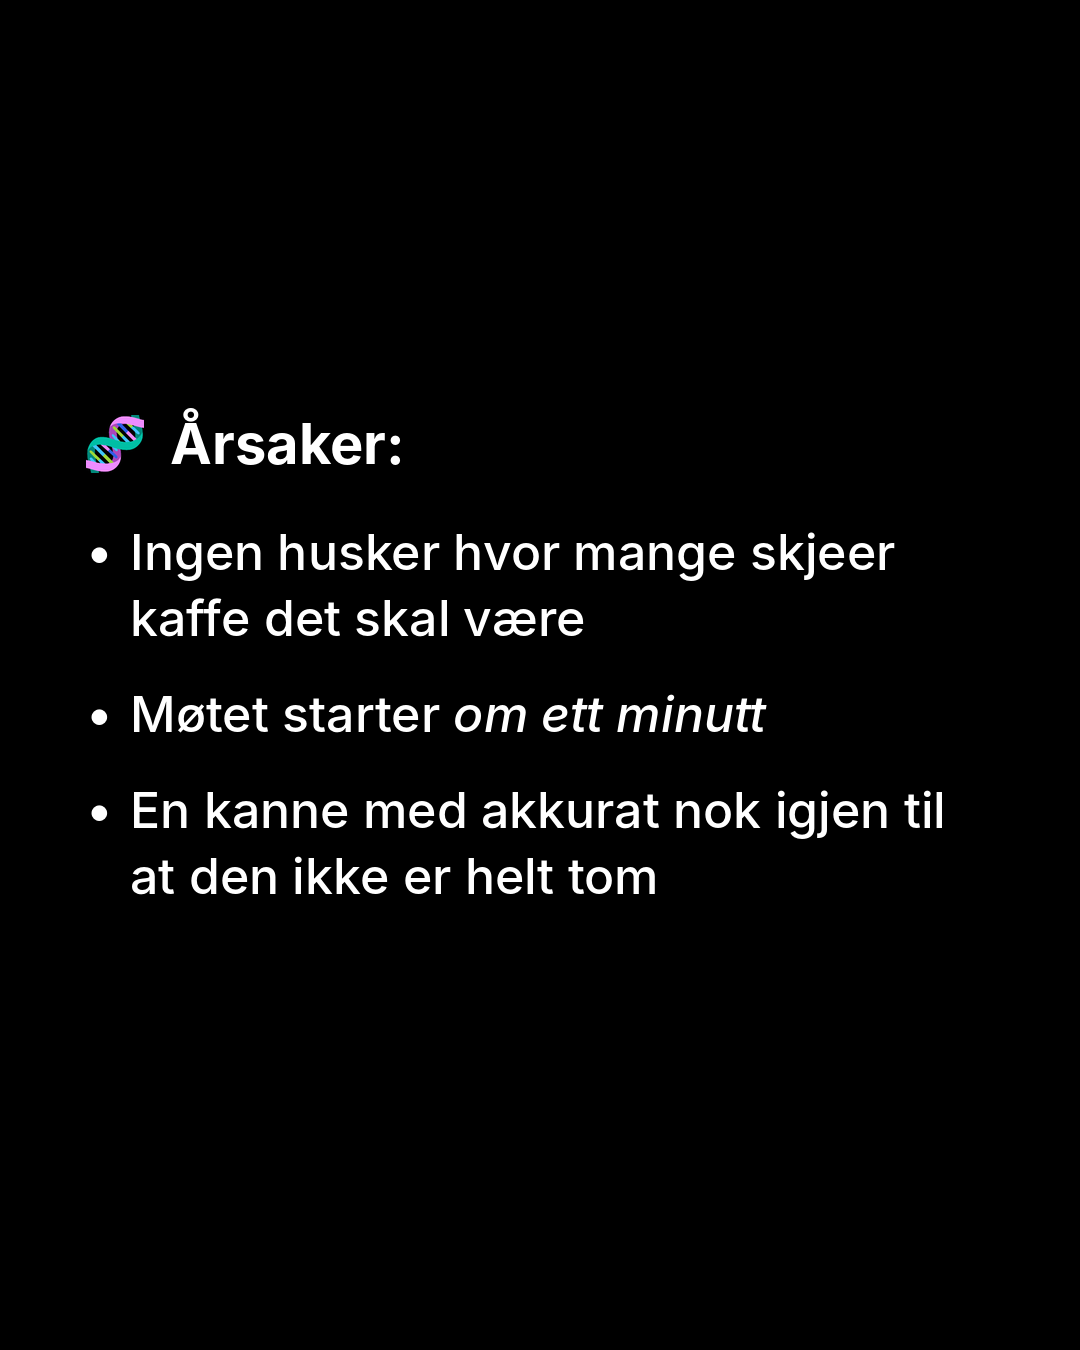 🧬 Årsaker:
• Ingen husker hvor mange skjeer
kaffe det skal være
• Møtet starter om ett minutt
• En kanne med akkurat nok igjen til
at den ikke er helt tom